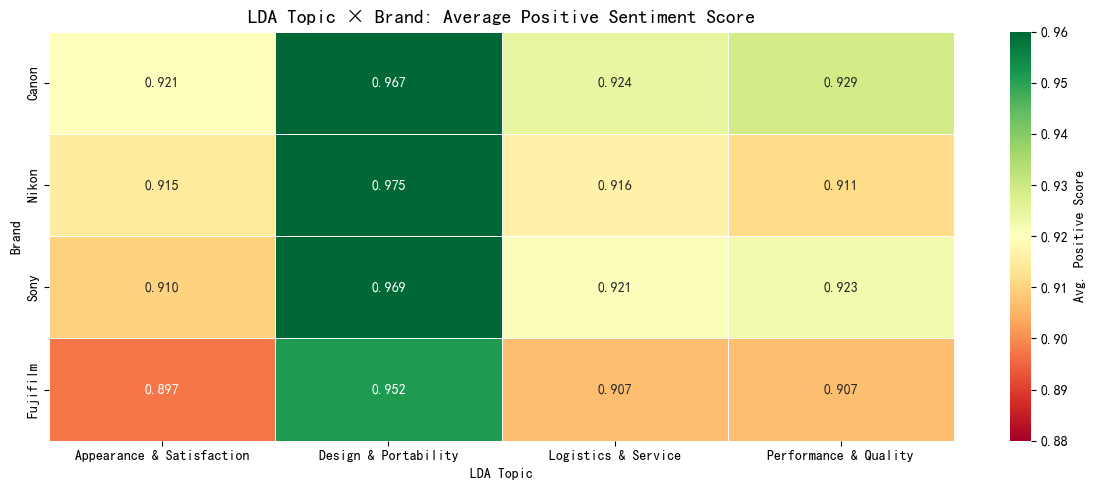 LDA Topic × Brand: Average Positive Sentiment Score
Brand
Canon
0.921
0.967
0.924
0.929
Nikon
0.915
0.975
0.916
0.911
Sony
0.910
0.969
0.921
0.923
Fujifilm
0.897
0.952
0.907
0.907
Appearance & Satisfaction
Design & Portability
Logistics & Service
Performance & Quality
LDA Topic
0.96
0.95
0.94
0.93
0.92
0.91
0.90
0.89
0.88
Avg. Positive Score